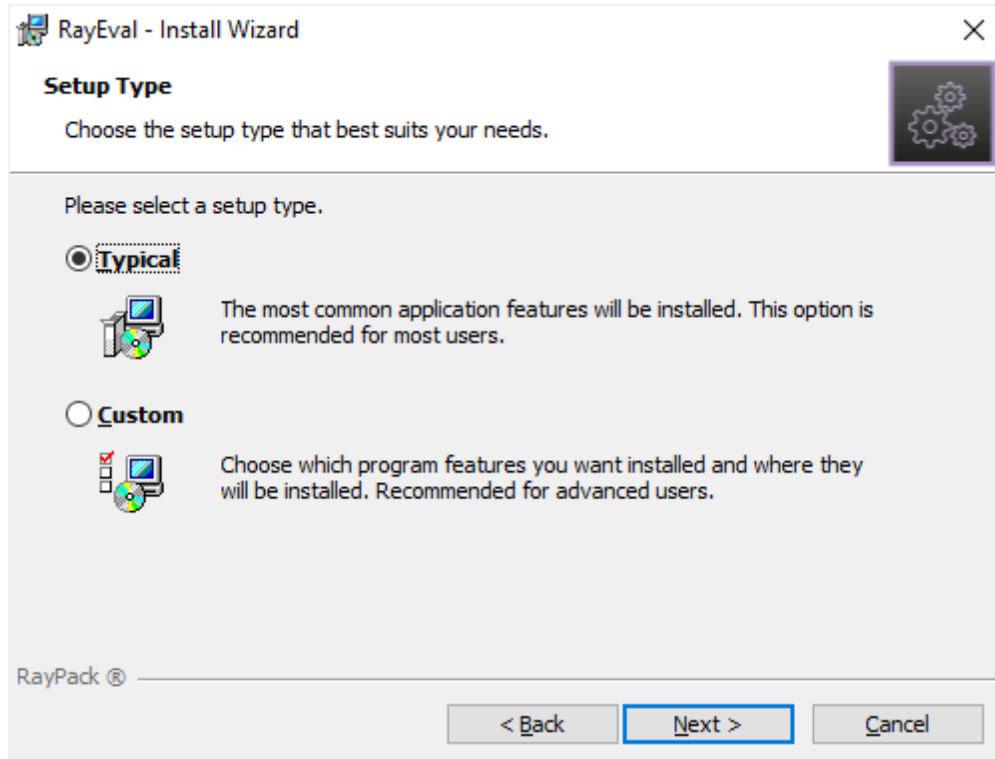 RayEval - Install Wizard
Setup Type
Choose the setup type that best suits your needs.
Please select a setup type.
Typical
The most common application features will be installed. This option is
recommended for most users.
Custom
Choose which program features you want installed and where they
will be installed. Recommended for advanced users.
RayPack ®
< Back
Next >
Cancel